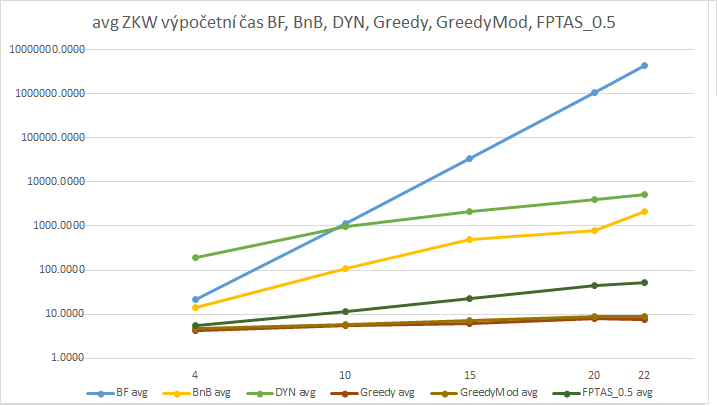 avg ZKW výpočetní čas BF, BnB, DYN, Greedy, GreedyMod, FPTAS_0.5
10000000.0000
1000000.0000
100000.0000
10000.0000
1000.0000
100.0000
10.0000
1.0000
4 10 15 20 22
BF avg BnB avg DYN avg Greedy avg GreedyMod avg FPTAS_0.5 avg